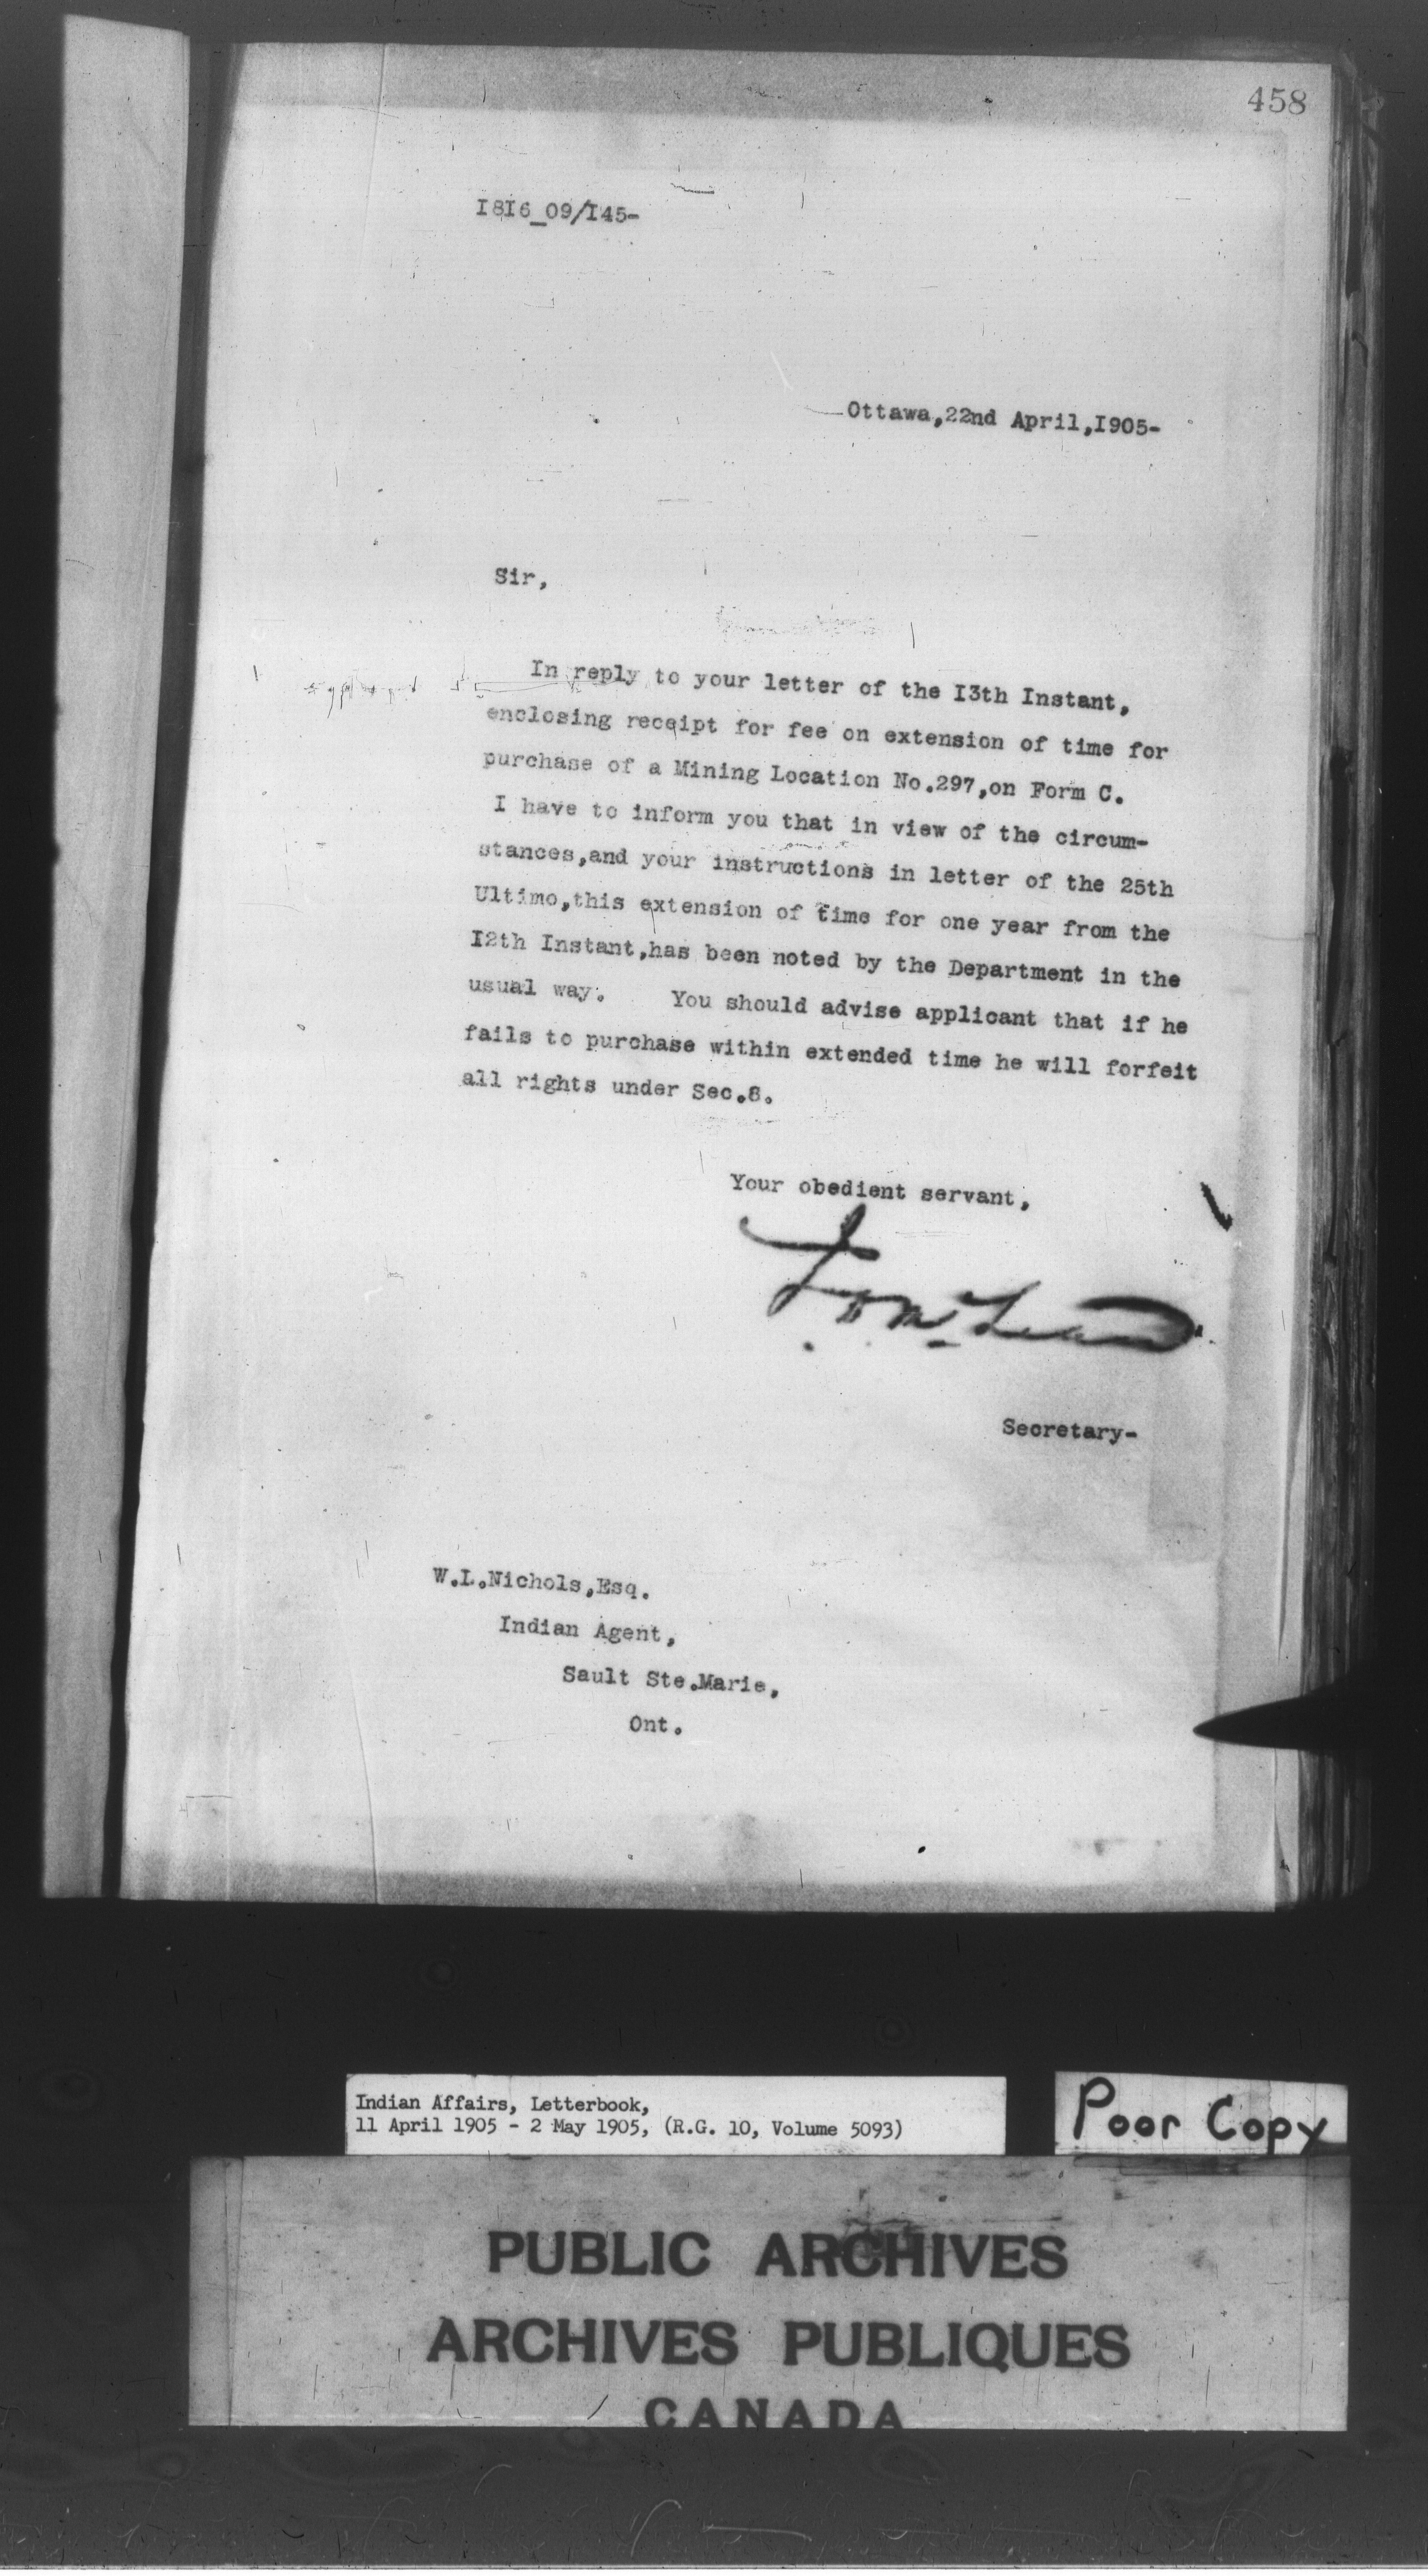 458
I8I6_09/I45-
Ottawa,22nd April,I905-
Sir,
In reply to your letter of the I3th Instant,
enclosing receipt for fee on extension of time for
purchase of a Mining Location No.297,on Form C.
I have to inform you that in view of the circum-
stances,and your instructions in letter of the 25th
Ultimo,this extension of time for one year from the
I2th Instant,has been noted by the Department in the
usual way. You should advise applicant that if he
fails to purchase within extended time he will forfeit
all rights under Sec.8.
Your obedient servant,
Secretary-
W.L.Nichols,Esq.
Indian Agent,
Sault Ste.Marie,
Ont.
Indian Affairs, Letterbook,
11 April 1905 - 2 May 1905, (R.G. 10, Volume 5093)
Poor Copy
PUBLIC ARCHIVES
ARCHIVES PUBLIQUES
CANADA